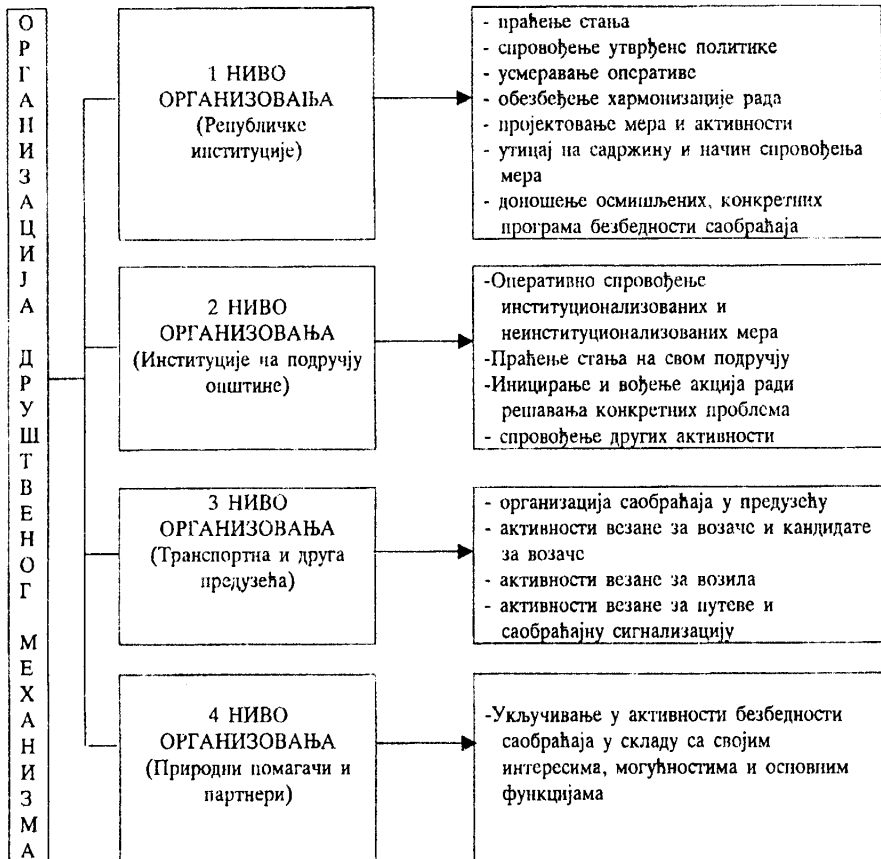 ОРГАНИЗАЦИЈА ДРУШТВЕНОГ МЕХАНИЗМА
1 НИВО
ОРГАНИЗОВАЊА
(Републичке
институције)
- праћење стања
- спровођење утврђене политике
- усмеравање оперативе
- обезбеђење хармонизације рада
- пројектовање мера и активности
- утицај на садржину и начин спровођења
мера
- доношење осмишљених, конкретних
програма безбедности саобраћаја
2 НИВО
ОРГАНИЗОВАЊА
(Институције на подручју
општине)
-Оперативно спровођење
институционализованих и
неинституционализованих мера
-Праћење стања на свом подручју
-Иницирање и вођење акција ради
решавања конкретних проблема
- спровођење других активности
3 НИВО
ОРГАНИЗОВАЊА
(Транспортна и друга
предузећа)
- организација саобраћаја у предузећу
- активности везане за возаче и кандидате
за возаче
- активности везане за возила
- активности везане за путеве и
саобраћајну сигнализацију
4 НИВО
ОРГАНИЗОВАЊА
(Природни помагачи и
партнери)
-Укључивање у активности безбедности
саобраћаја у складу са својим
интересима, могућностима и основним
функцијама